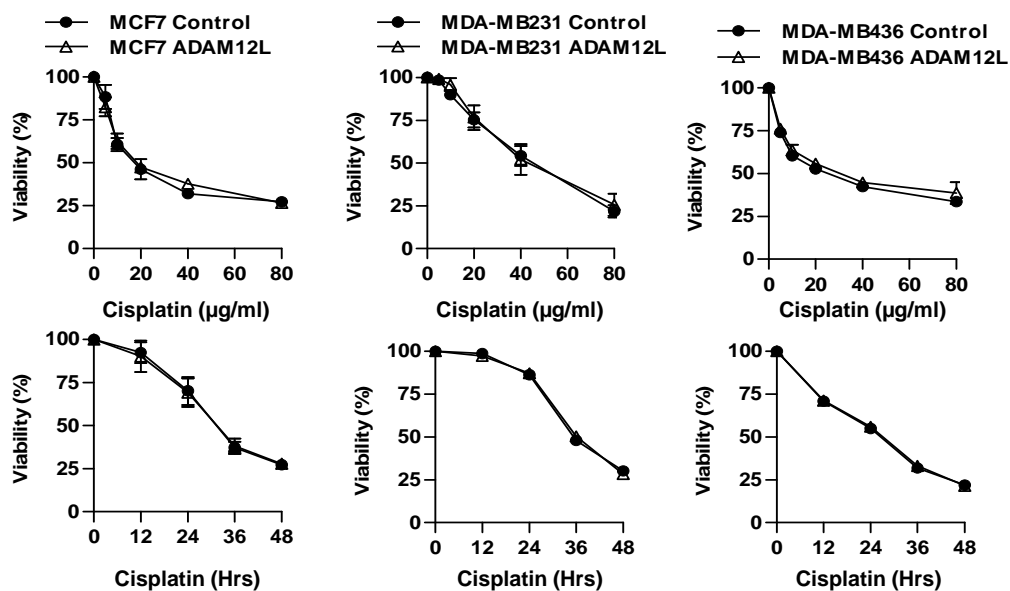 MCF7 Control
MCF7 ADAM12L
100
75
50
25
0
Viability (%)
0 20 40 60 80
Cisplatin (µg/ml)
MDA-MB231 Control
MDA-MB231 ADAM12L
100
75
50
25
0
Viability (%)
0 20 40 60 80
Cisplatin (µg/ml)
MDA-MB436 Control
MDA-MB436 ADAM12L
100
75
50
25
0
Viability (%)
0 20 40 60 80
Cisplatin (µg/ml)
100
75
50
25
0
Viability (%)
0 12 24 36 48
Cisplatin (Hrs)
100
75
50
25
0
Viability (%)
0 12 24 36 48
Cisplatin (Hrs)
100
75
50
25
0
Viability (%)
0 12 24 36 48
Cisplatin (Hrs)